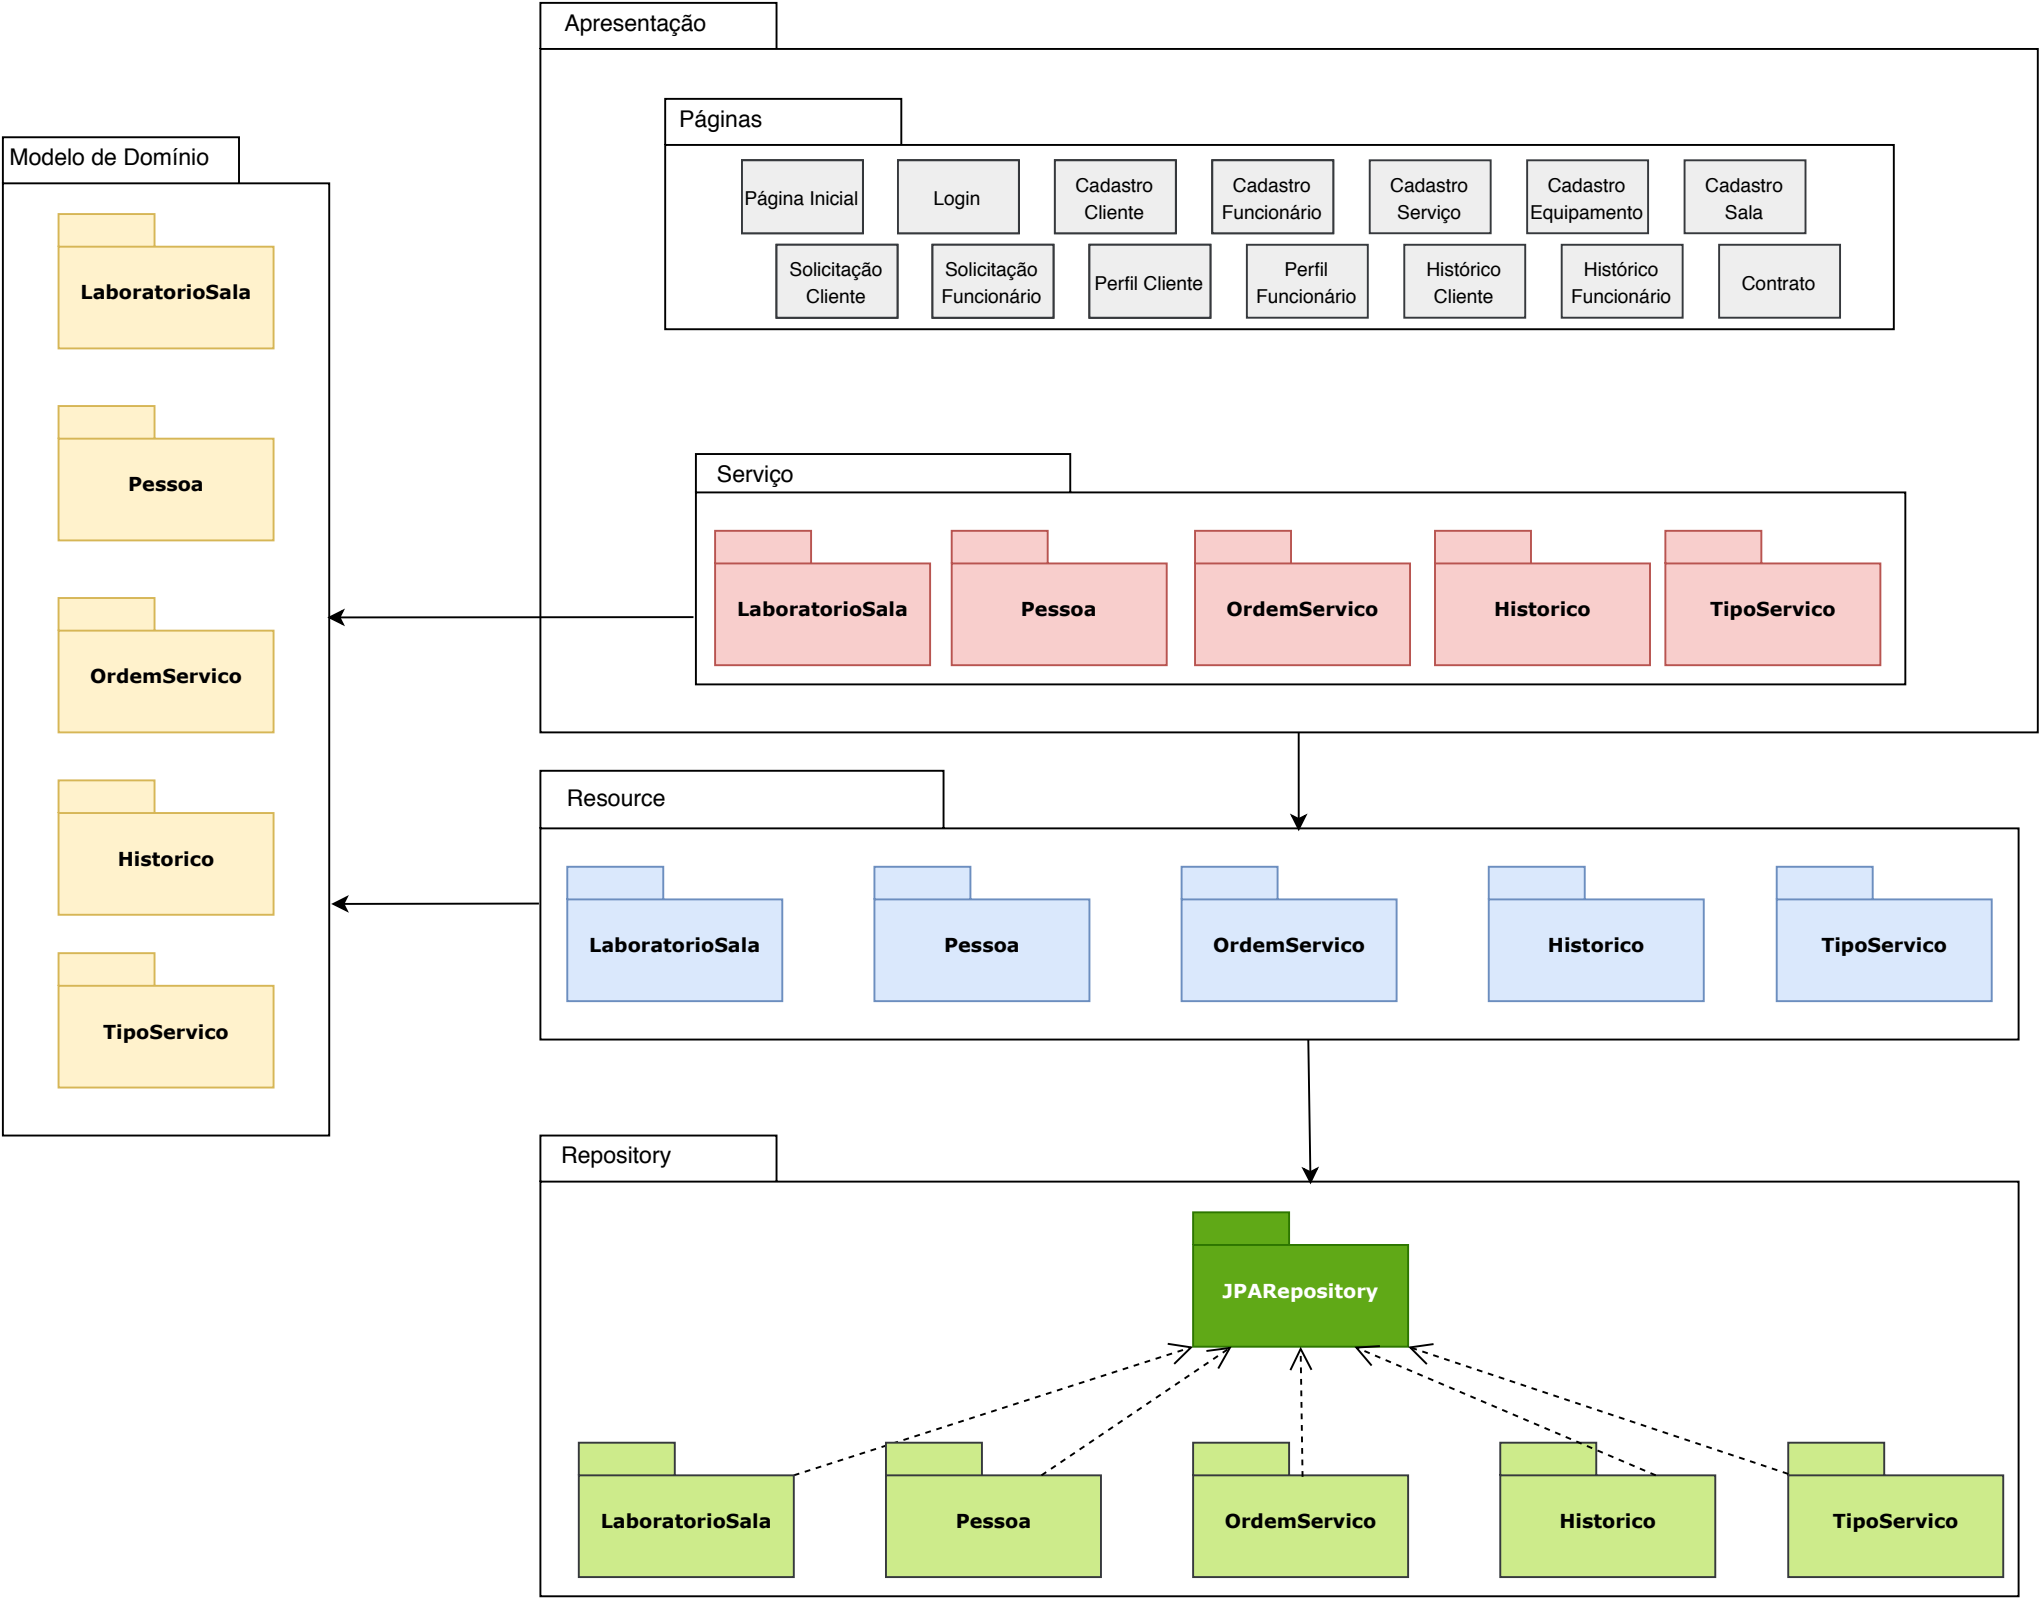 Apresentação
Páginas
Página Inicial
Login
Cadastro
Cliente
Cadastro
Funcionário
Cadastro
Serviço
Cadastro
Equipamento
Cadastro
Sala
Solicitação
Cliente
Solicitação
Funcionário
Perfil Cliente
Perfil
Funcionário
Histórico
Cliente
Histórico
Funcionário
Contrato
Modelo de Domínio
LaboratorioSala
Pessoa
OrdemServico
Historico
TipoServico
Serviço
LaboratorioSala
Pessoa
OrdemServico
Historico
TipoServico
Resource
LaboratorioSala
Pessoa
OrdemServico
Historico
TipoServico
Repository
JPARepository
LaboratorioSala
Pessoa
OrdemServico
Historico
TipoServico